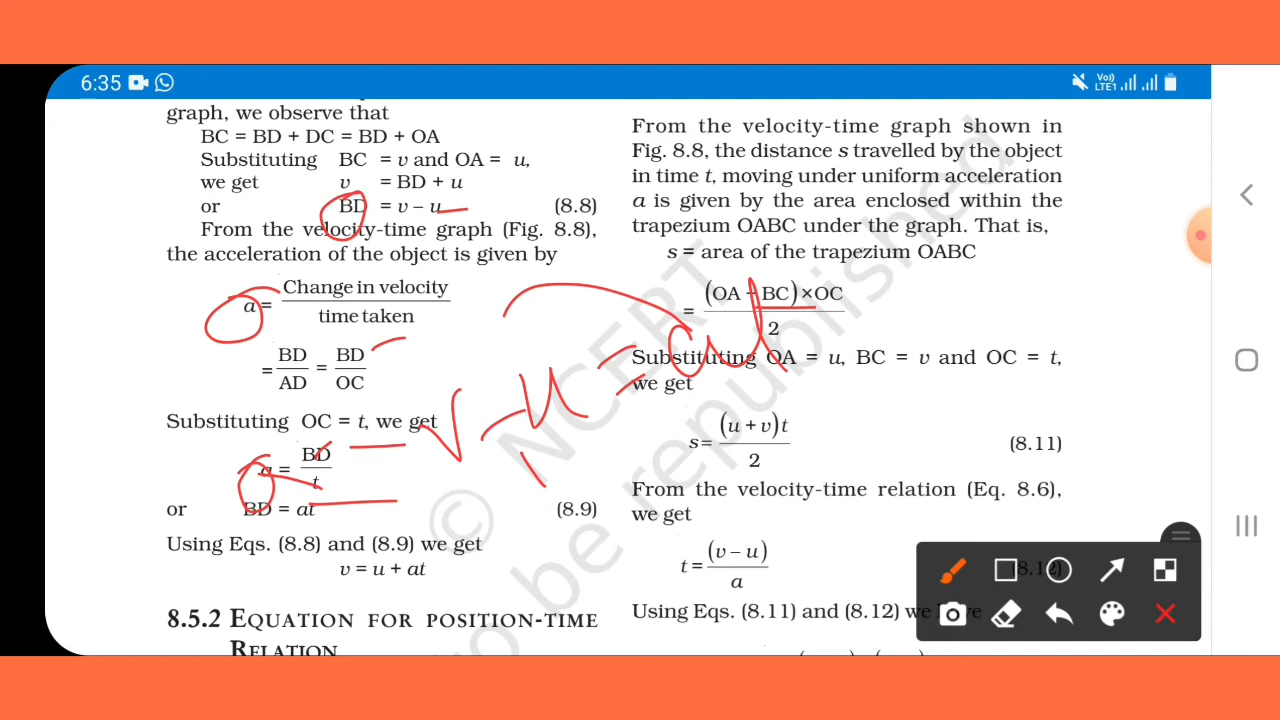 6:35
Vo)) LTE1
graph, we observe that
BC = BD + DC = BD + OA
Substituting BC = v and OA = u,
we get v = BD + u
or BD = v – u (8.8)
From the velocity-time graph (Fig. 8.8),
the acceleration of the object is given by
a = Change in velocity
time taken
= BD = BD
AD OC
Substituting OC = t, we get
a = BD
t
or BD = at (8.9)
Using Eqs. (8.8) and (8.9) we get
v = u + at
8.5.2 EQUATION FOR POSITION-TIME
RELATION
v - u = at
From the velocity-time graph shown in
Fig. 8.8, the distance s travelled by the object
in time t, moving under uniform acceleration
a is given by the area enclosed within the
trapezium OABC under the graph. That is,
s = area of the trapezium OABC
= (OA + BC) × OC
2
Substituting OA = u, BC = v and OC = t,
we get
s = (u + v) t (8.11)
2
From the velocity-time relation (Eq. 8.6),
we get
t = (v – u) (8.12)
a
Using Eqs. (8.11) and (8.12) we have
© NCERT
to be republished